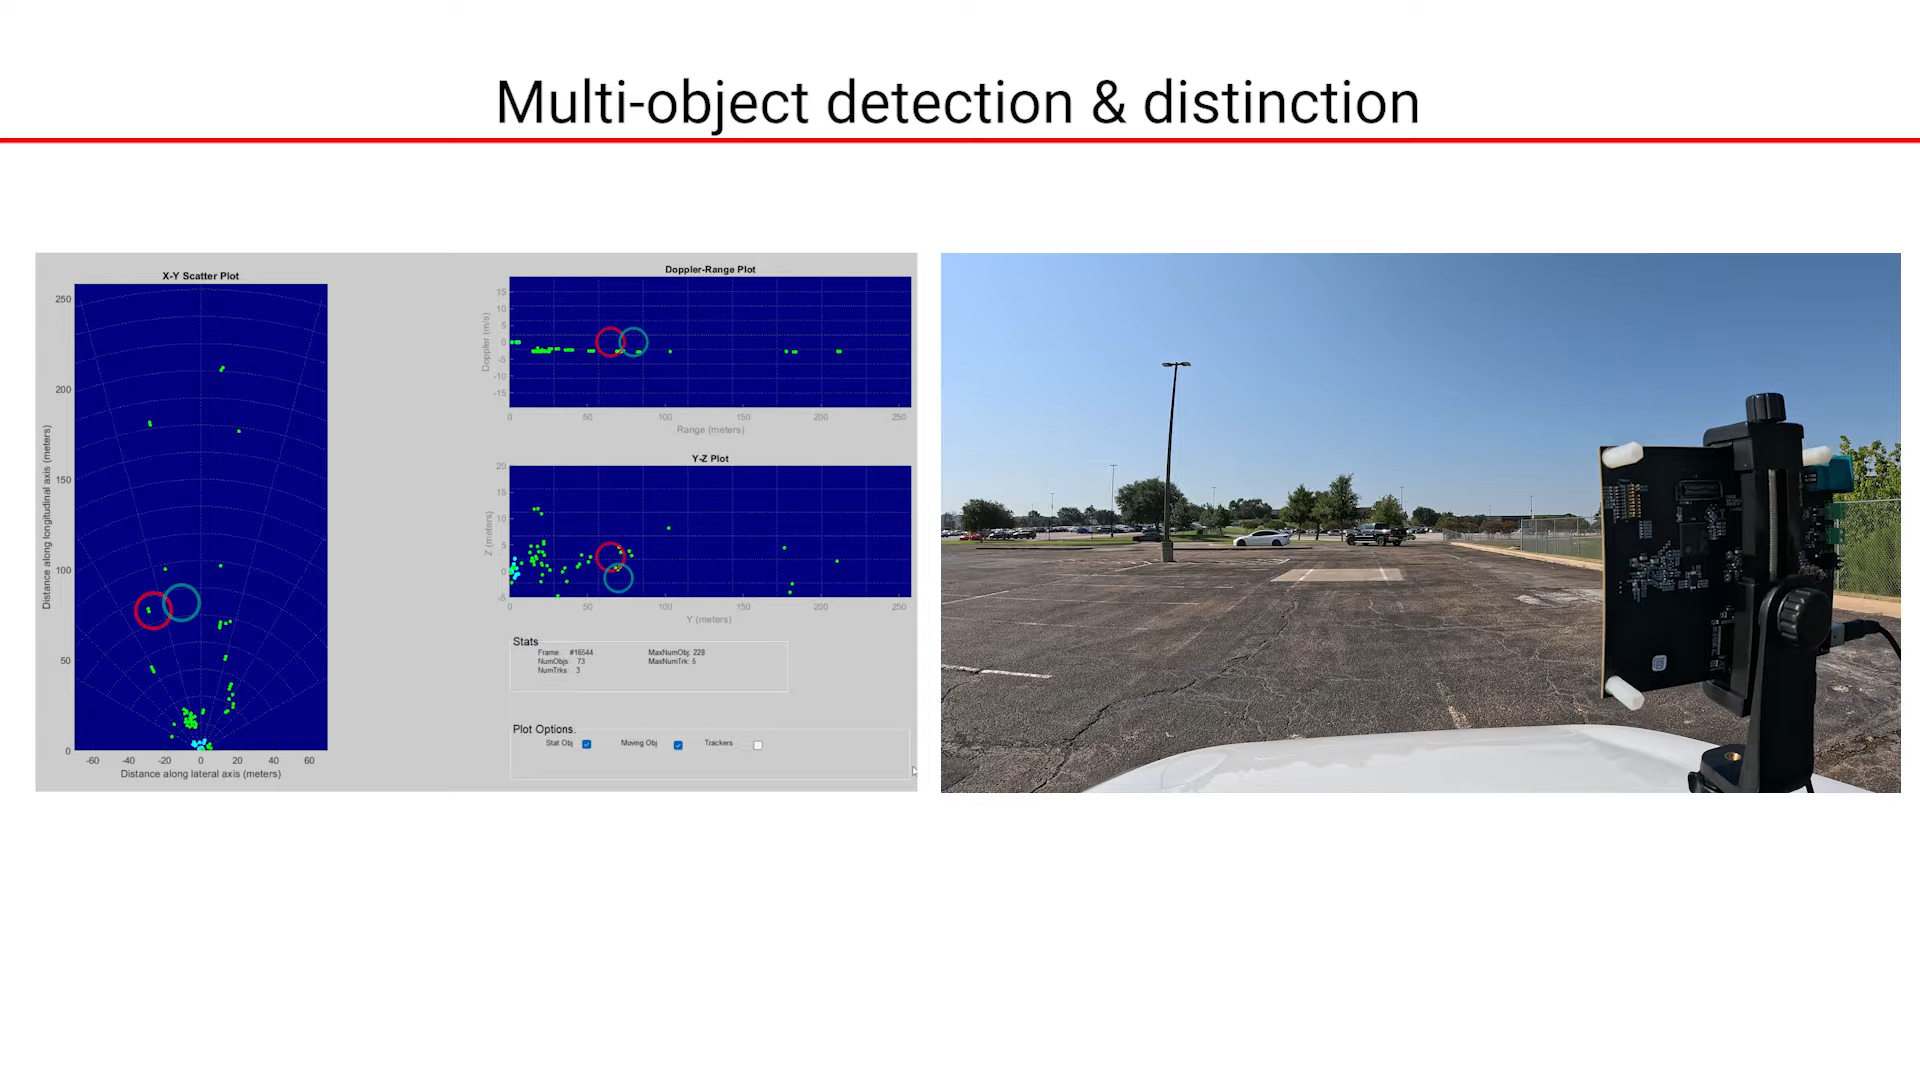 Multi-object detection & distinction
X-Y Scatter Plot
250
200
150
100
50
0
Distance along longitudinal axis (meters)
-60 -40 -20 0 20 40 60
Distance along lateral axis (meters)
Doppler-Range Plot
15
10
5
0
-5
-10
-15
Doppler (m/s)
0 50 100 150 200 250
Range (meters)
Y-Z Plot
20
15
10
5
0
-5
Z (meters)
0 50 100 150 200 250
Y (meters)
Stats
Frame #16544 MaxNumObj: 228
NumObjs: 73 MaxNumTrk: 5
NumTrks: 3
Plot Options.
Stat Obj Moving Obj Trackers